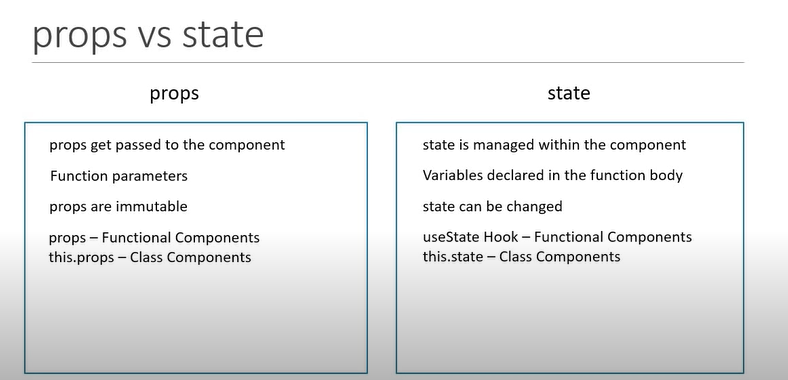 props vs state
props
props get passed to the component
Function parameters
props are immutable
props – Functional Components
this.props – Class Components
state
state is managed within the component
Variables declared in the function body
state can be changed
useState Hook – Functional Components
this.state – Class Components